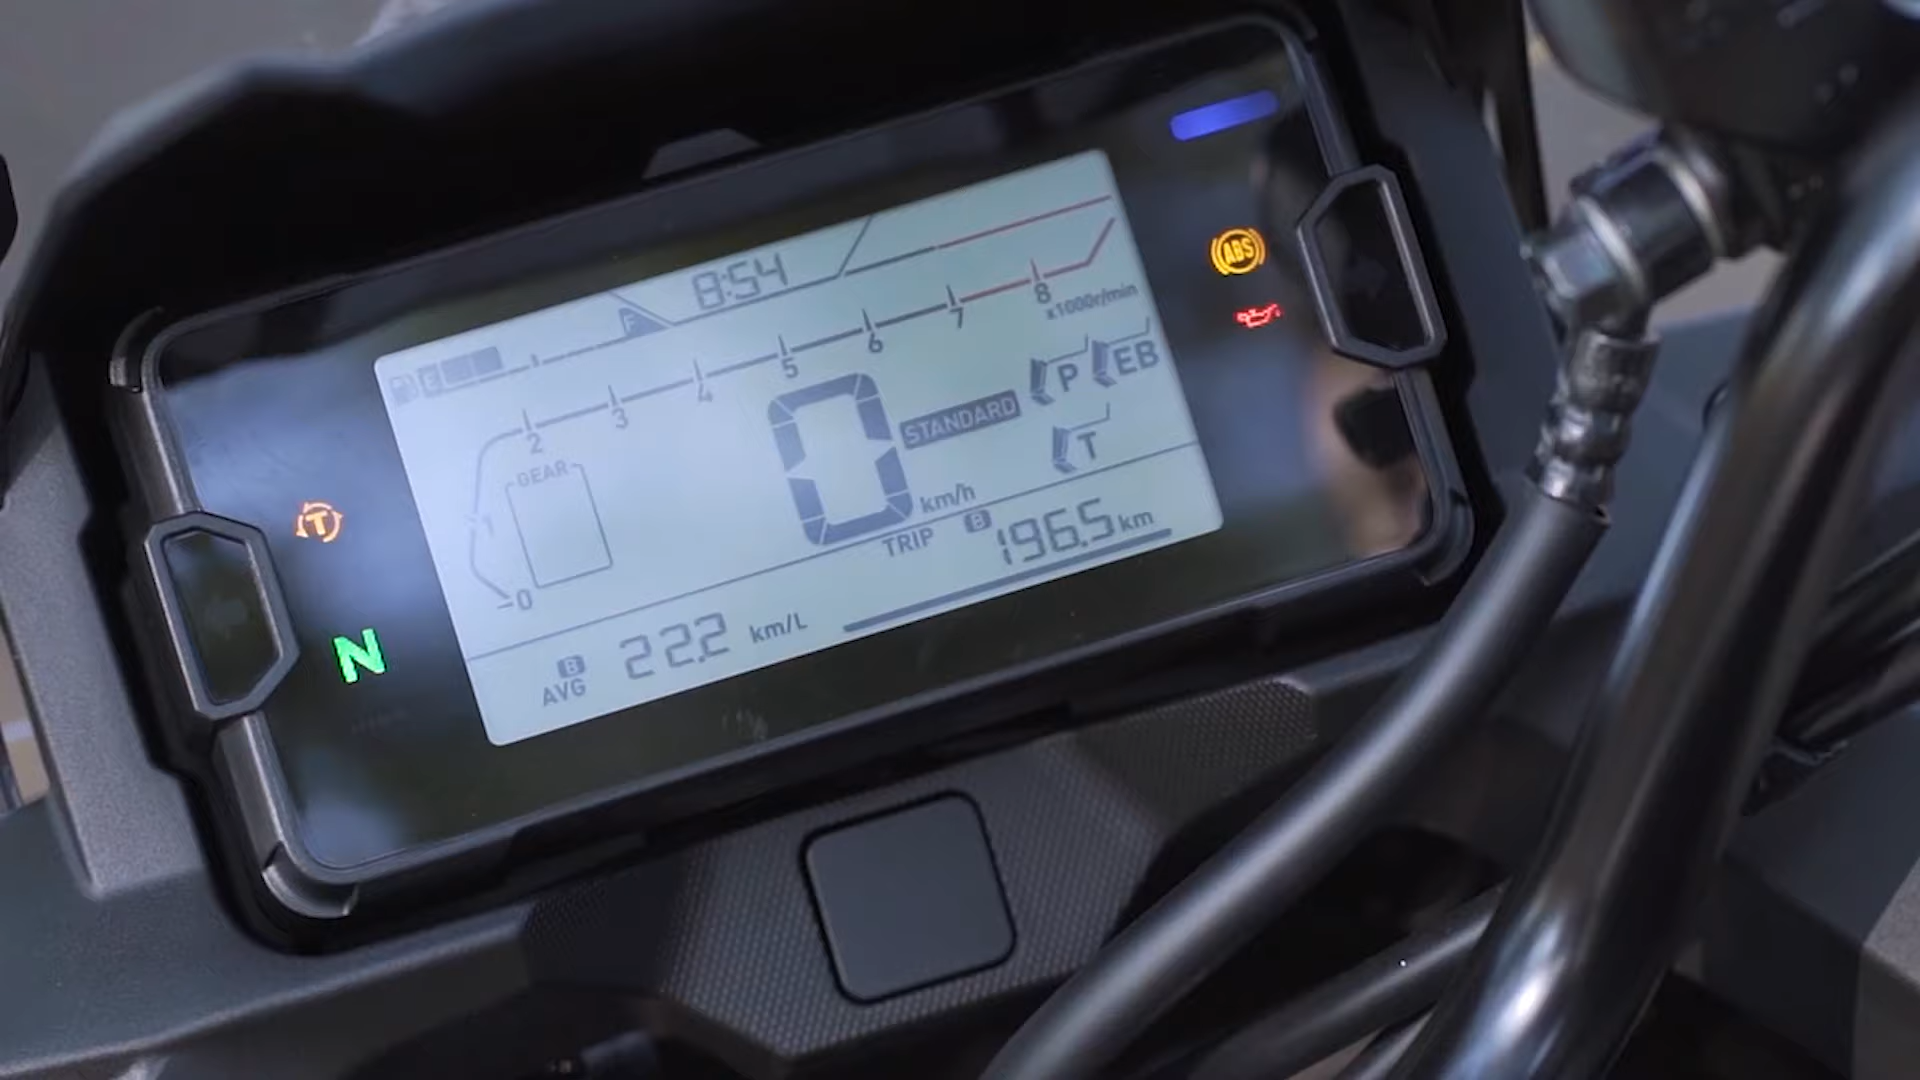 8:54
F
E
0 1 2 3 4 5 6 7 8
x1000r/min
GEAR
0 km/h
STANDARD
P EB
T
TRIP B 196.5 km
B
AVG 22.2 km/L
ABS
T
N